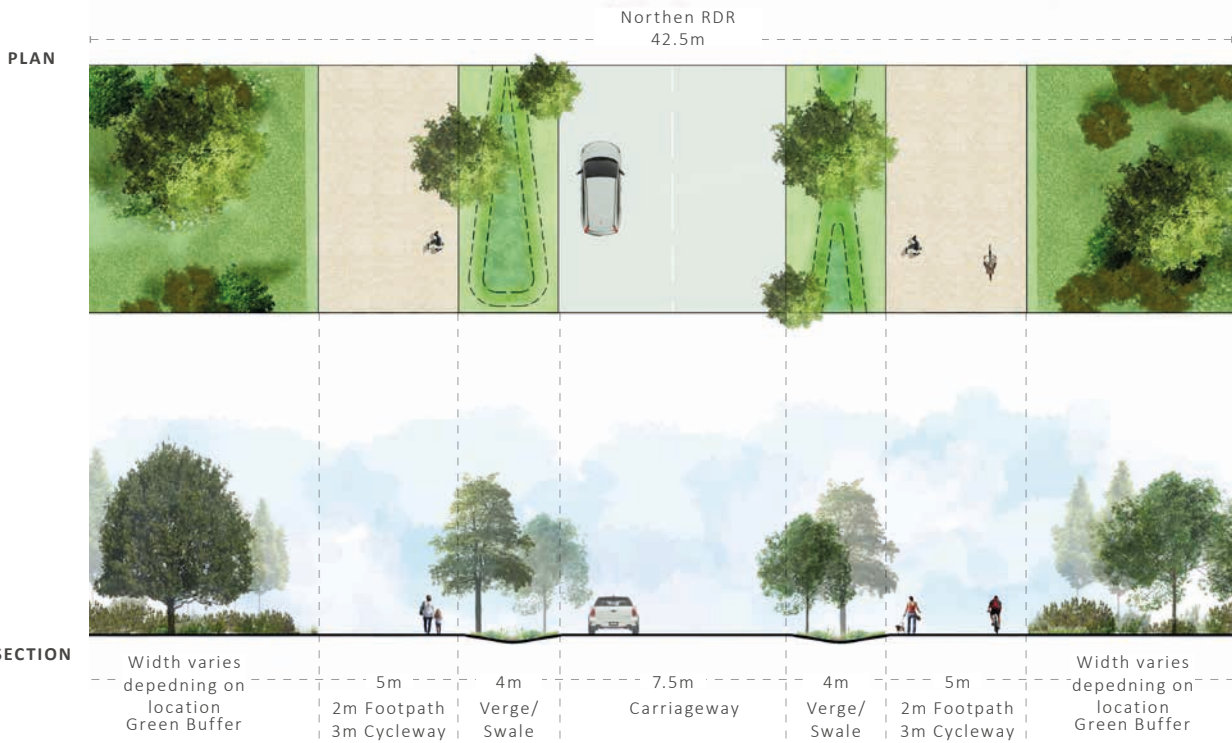 Northen RDR
42.5m
PLAN
SECTION
Width varies
depedning on
location
Green Buffer
5m
2m Footpath
3m Cycleway
4m
Verge/
Swale
7.5m
Carriageway
4m
Verge/
Swale
5m
2m Footpath
3m Cycleway
Width varies
depedning on
location
Green Buffer